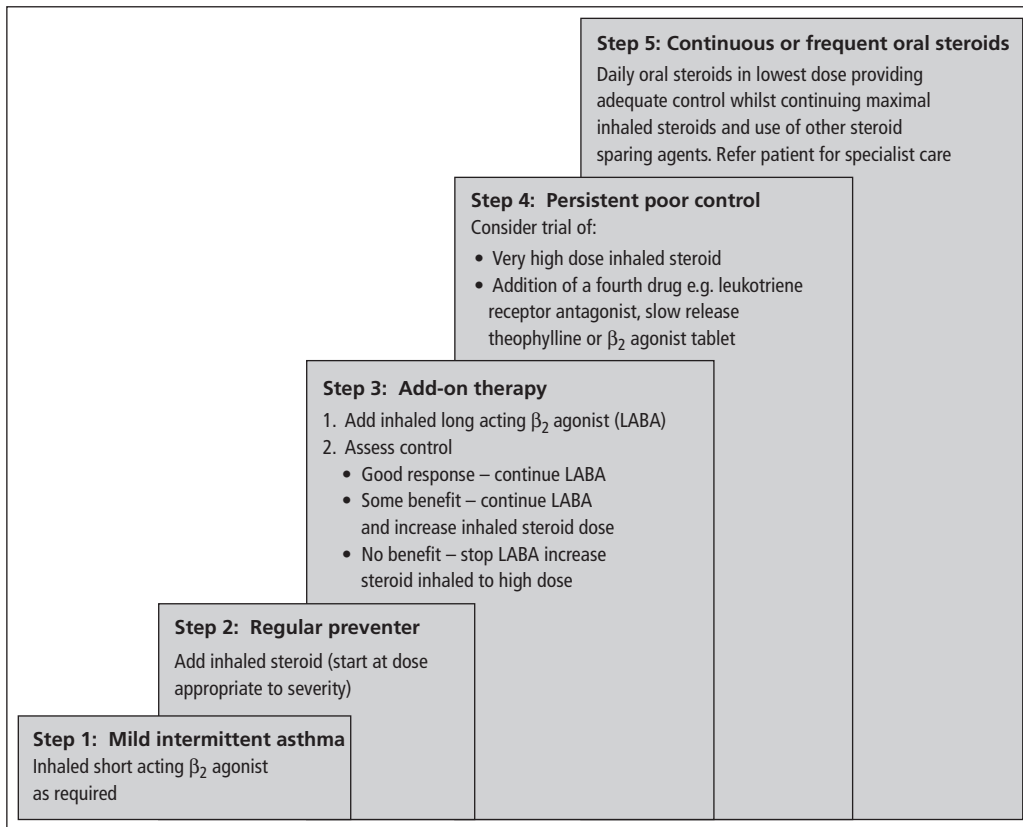 Step 5: Continuous or frequent oral steroids
Daily oral steroids in lowest dose providing
adequate control whilst continuing maximal
inhaled steroids and use of other steroid
sparing agents. Refer patient for specialist care
Step 4: Persistent poor control
Consider trial of:
• Very high dose inhaled steroid
• Addition of a fourth drug e.g. leukotriene
receptor antagonist, slow release
theophylline or β₂ agonist tablet
Step 3: Add-on therapy
1. Add inhaled long acting β₂ agonist (LABA)
2. Assess control
• Good response – continue LABA
• Some benefit – continue LABA
and increase inhaled steroid dose
• No benefit – stop LABA increase
steroid inhaled to high dose
Step 2: Regular preventer
Add inhaled steroid (start at dose
appropriate to severity)
Step 1: Mild intermittent asthma
Inhaled short acting β₂ agonist
as required